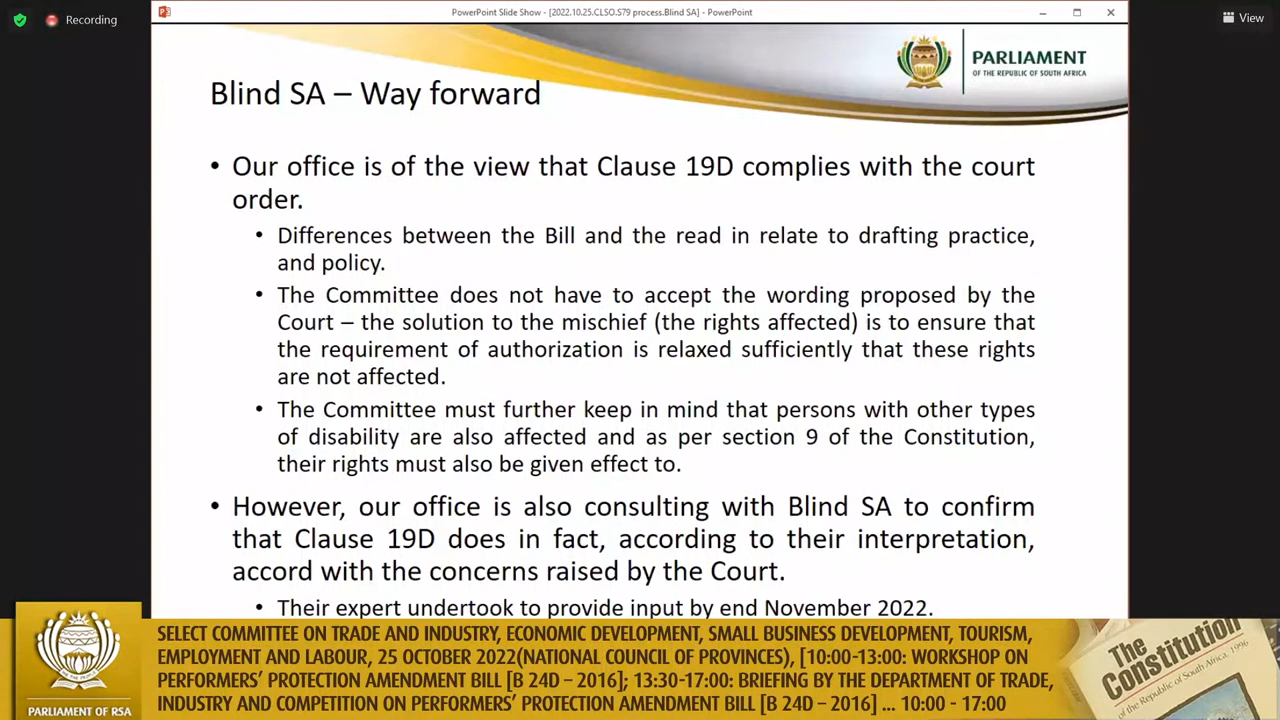 Recording
PowerPoint Slide Show - [2022.10.25.CLSO.S79 process.Blind SA] - PowerPoint
View
PARLIAMENT
OF THE REPUBLIC OF SOUTH AFRICA
Blind SA – Way forward
• Our office is of the view that Clause 19D complies with the court
order.
• Differences between the Bill and the read in relate to drafting practice,
and policy.
• The Committee does not have to accept the wording proposed by the
Court – the solution to the mischief (the rights affected) is to ensure that
the requirement of authorization is relaxed sufficiently that these rights
are not affected.
• The Committee must further keep in mind that persons with other types
of disability are also affected and as per section 9 of the Constitution,
their rights must also be given effect to.
• However, our office is also consulting with Blind SA to confirm
that Clause 19D does in fact, according to their interpretation,
accord with the concerns raised by the Court.
• Their expert undertook to provide input by end November 2022.
SELECT COMMITTEE ON TRADE AND INDUSTRY, ECONOMIC DEVELOPMENT, SMALL BUSINESS DEVELOPMENT, TOURISM,
EMPLOYMENT AND LABOUR, 25 OCTOBER 2022(NATIONAL COUNCIL OF PROVINCES), [10:00-13:00: WORKSHOP ON
PERFORMERS' PROTECTION AMENDMENT BILL [B 24D – 2016]; 13:30-17:00: BRIEFING BY THE DEPARTMENT OF TRADE,
INDUSTRY AND COMPETITION ON PERFORMERS' PROTECTION AMENDMENT BILL [B 24D – 2016] ... 10:00 - 17:00
PARLIAMENT OF RSA
The
Constitution
of the Republic of South Africa, 1996